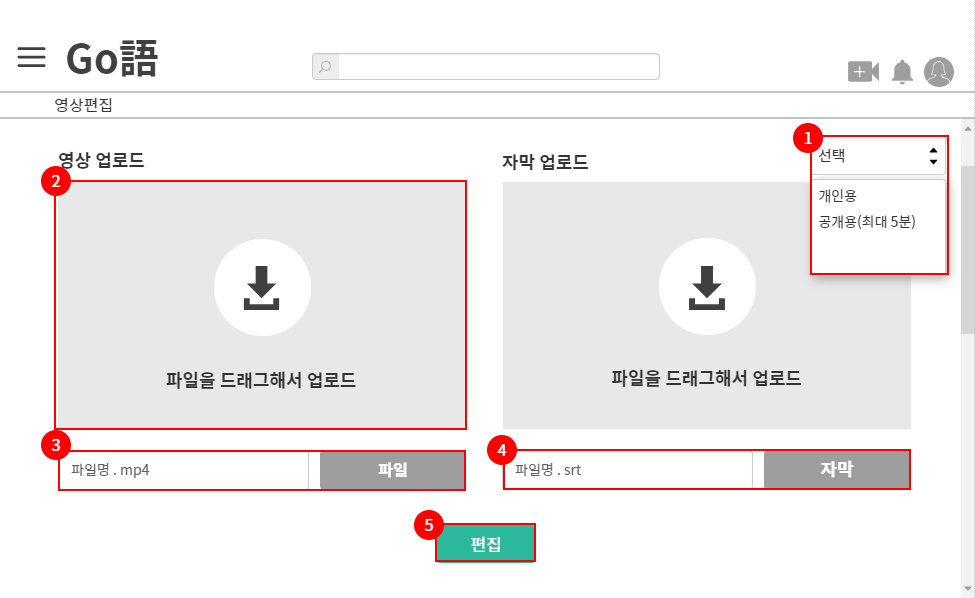 Go語
영상편집
1
선택
영상 업로드
자막 업로드
2
개인용
공개용(최대 5분)
파일을 드래그해서 업로드
파일을 드래그해서 업로드
3
파일명 . mp4
파일
4
파일명 . srt
자막
5
편집